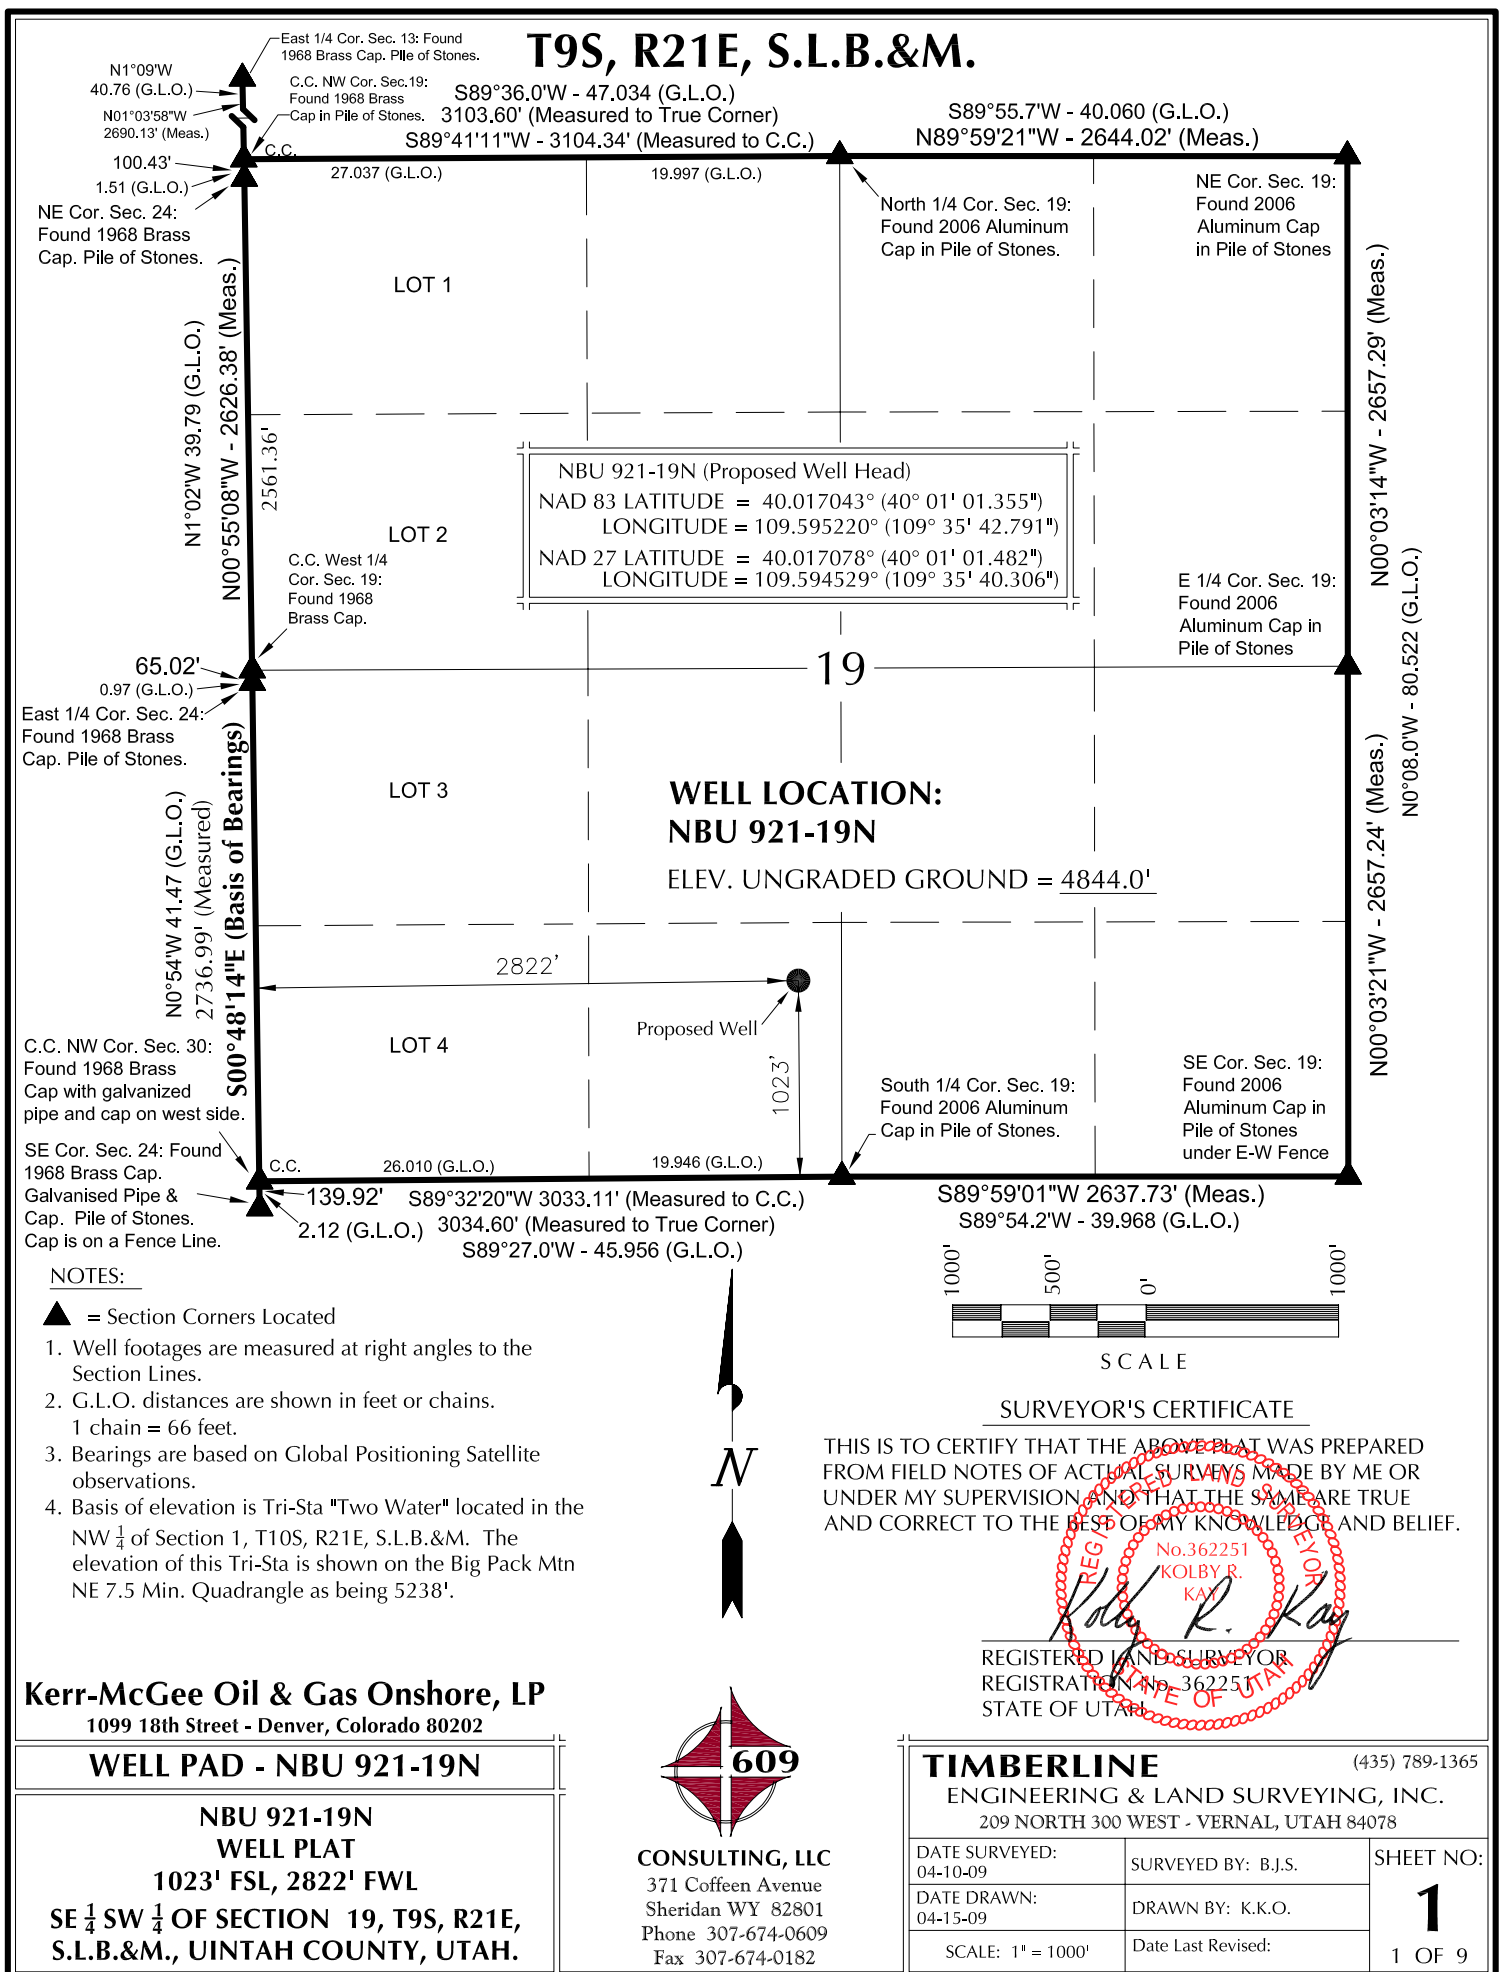 T9S, R21E, S.L.B.&M.
East 1/4 Cor. Sec. 13: Found
1968 Brass Cap. Pile of Stones.
N1°09'W
40.76 (G.L.O.)
N01°03'58"W
2690.13' (Meas.)
C.C. NW Cor. Sec.19:
Found 1968 Brass
Cap in Pile of Stones.
S89°36.0'W - 47.034 (G.L.O.)
3103.60' (Measured to True Corner)
S89°41'11"W - 3104.34' (Measured to C.C.)
S89°55.7'W - 40.060 (G.L.O.)
N89°59'21"W - 2644.02' (Meas.)
C.C.
100.43'
1.51 (G.L.O.)
27.037 (G.L.O.)
19.997 (G.L.O.)
NE Cor. Sec. 24:
Found 1968 Brass
Cap. Pile of Stones.
North 1/4 Cor. Sec. 19:
Found 2006 Aluminum
Cap in Pile of Stones.
NE Cor. Sec. 19:
Found 2006
Aluminum Cap
in Pile of Stones
LOT 1
N1°02'W 39.79 (G.L.O.)
N00°55'08"W - 2626.38' (Meas.)
2561.36'
N00°03'14"W - 2657.29' (Meas.)
N0°08.0'W - 80.522 (G.L.O.)
NBU 921-19N (Proposed Well Head)
NAD 83 LATITUDE = 40.017043° (40° 01' 01.355")
LONGITUDE = 109.595220° (109° 35' 42.791")
NAD 27 LATITUDE = 40.017078° (40° 01' 01.482")
LONGITUDE = 109.594529° (109° 35' 40.306")
LOT 2
C.C. West 1/4
Cor. Sec. 19:
Found 1968
Brass Cap.
E 1/4 Cor. Sec. 19:
Found 2006
Aluminum Cap in
Pile of Stones
19
65.02'
0.97 (G.L.O.)
East 1/4 Cor. Sec. 24:
Found 1968 Brass
Cap. Pile of Stones.
N0°54'W 41.47 (G.L.O.)
2736.99' (Measured)
S00°48'14"E (Basis of Bearings)
LOT 3
WELL LOCATION:
NBU 921-19N
ELEV. UNGRADED GROUND = 4844.0'
N00°03'21"W - 2657.24' (Meas.)
2822'
Proposed Well
1023'
LOT 4
C.C. NW Cor. Sec. 30:
Found 1968 Brass
Cap with galvanized
pipe and cap on west side.
SE Cor. Sec. 24: Found
1968 Brass Cap.
Galvanised Pipe &
Cap. Pile of Stones.
Cap is on a Fence Line.
South 1/4 Cor. Sec. 19:
Found 2006 Aluminum
Cap in Pile of Stones.
SE Cor. Sec. 19:
Found 2006
Aluminum Cap in
Pile of Stones
under E-W Fence
C.C.
26.010 (G.L.O.)
19.946 (G.L.O.)
139.92'
2.12 (G.L.O.)
S89°32'20"W 3033.11' (Measured to C.C.)
3034.60' (Measured to True Corner)
S89°27.0'W - 45.956 (G.L.O.)
S89°59'01"W 2637.73' (Meas.)
S89°54.2'W - 39.968 (G.L.O.)
NOTES:
= Section Corners Located
1. Well footages are measured at right angles to the
Section Lines.
2. G.L.O. distances are shown in feet or chains.
1 chain = 66 feet.
3. Bearings are based on Global Positioning Satellite
observations.
4. Basis of elevation is Tri-Sta "Two Water" located in the
NW 1/4 of Section 1, T10S, R21E, S.L.B.&M. The
elevation of this Tri-Sta is shown on the Big Pack Mtn
NE 7.5 Min. Quadrangle as being 5238'.
N
1000' 500' 0' 1000'
SCALE
SURVEYOR'S CERTIFICATE
THIS IS TO CERTIFY THAT THE ABOVE PLAT WAS PREPARED
FROM FIELD NOTES OF ACTUAL SURVEYS MADE BY ME OR
UNDER MY SUPERVISION AND THAT THE SAME ARE TRUE
AND CORRECT TO THE BEST OF MY KNOWLEDGE AND BELIEF.
REGISTERED LAND SURVEYOR
No.362251
KOLBY R.
KAY
STATE OF UTAH
Kolby R. Kay
REGISTERED LAND SURVEYOR
REGISTRATION No. 362251
STATE OF UTAH
Kerr-McGee Oil & Gas Onshore, LP
1099 18th Street - Denver, Colorado 80202
WELL PAD - NBU 921-19N
NBU 921-19N
WELL PLAT
1023' FSL, 2822' FWL
SE 1/4 SW 1/4 OF SECTION 19, T9S, R21E,
S.L.B.&M., UINTAH COUNTY, UTAH.
609
CONSULTING, LLC
371 Coffeen Avenue
Sheridan WY 82801
Phone 307-674-0609
Fax 307-674-0182
TIMBERLINE
(435) 789-1365
ENGINEERING & LAND SURVEYING, INC.
209 NORTH 300 WEST - VERNAL, UTAH 84078
DATE SURVEYED:
04-10-09
SURVEYED BY: B.J.S.
DATE DRAWN:
04-15-09
DRAWN BY: K.K.O.
SCALE: 1" = 1000'
Date Last Revised:
SHEET NO:
1
1 OF 9